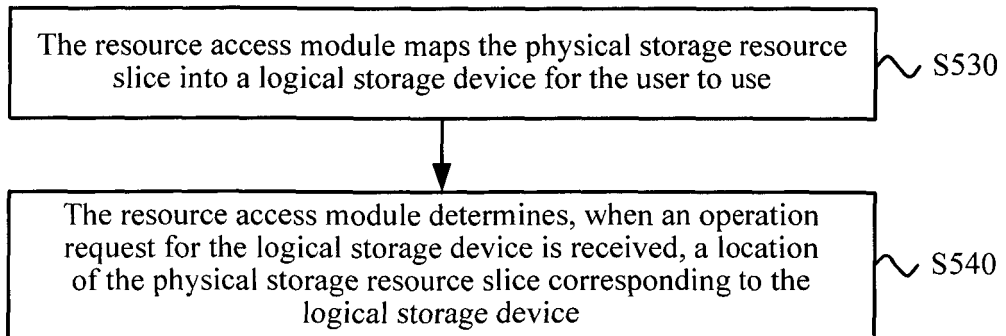 The resource access module maps the physical storage resource
slice into a logical storage device for the user to use
S530
The resource access module determines, when an operation
request for the logical storage device is received, a location
of the physical storage resource slice corresponding to the
logical storage device
S540